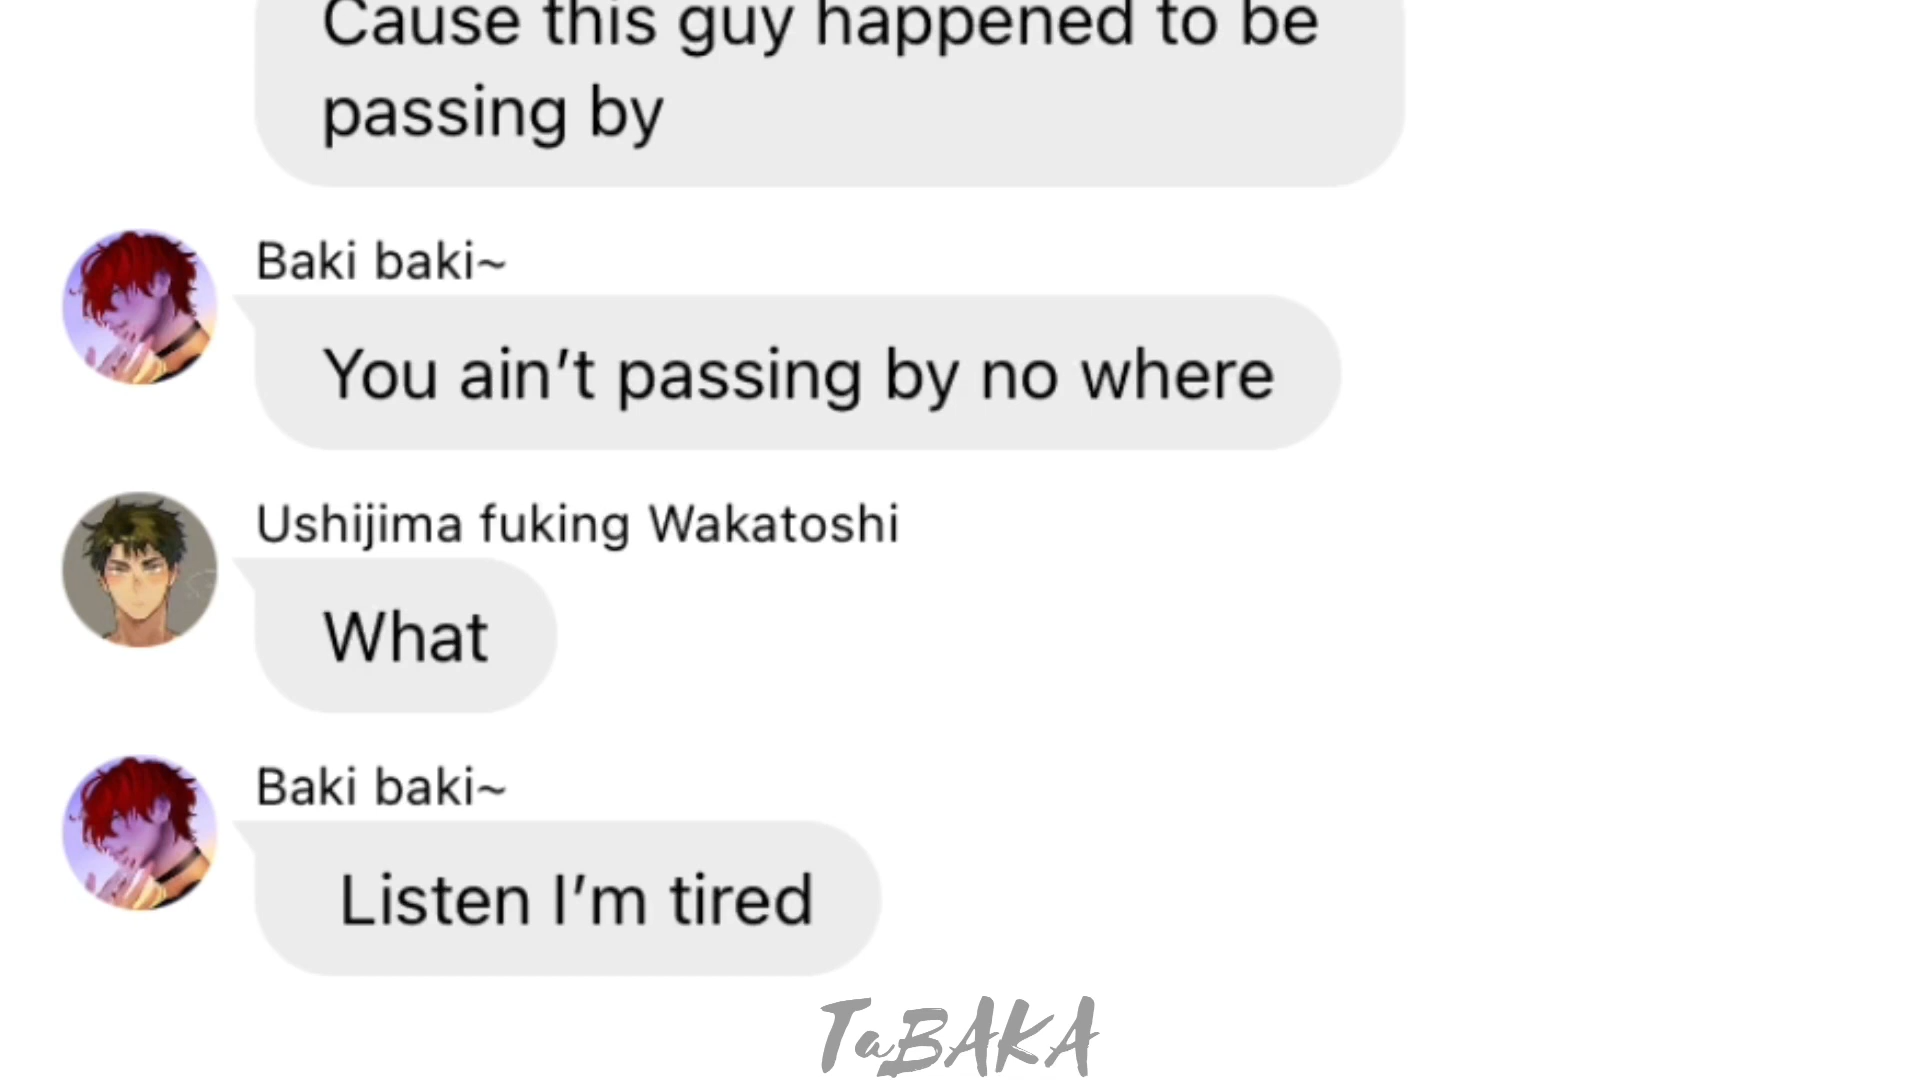 Cause this guy happened to be
passing by
Baki baki~
You ain’t passing by no where
Ushijima fuking Wakatoshi
What
Baki baki~
Listen I’m tired
TaBAKA